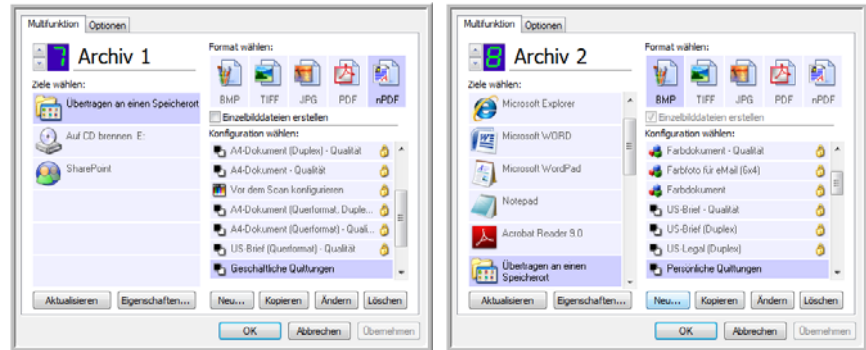 Multifunktion Optionen
7 Archiv 1
Ziele wählen:
Übertragen an einen Speicherort
Auf CD brennen E:
SharePoint
Format wählen:
BMP TIFF JPG PDF nPDF
Einzelbilddateien erstellen
Konfiguration wählen:
A4-Dokument (Duplex) - Qualität
A4-Dokument - Qualität
Vor dem Scan konfigurieren
A4-Dokument (Querformat, Duple...
A4-Dokument (Querformat) - Quali...
US-Brief (Querformat) - Qualität
Geschäftliche Quittungen
Aktualisieren Eigenschaften... Neu... Kopieren Ändern Löschen
OK Abbrechen Übernehmen
Multifunktion Optionen
8 Archiv 2
Ziele wählen:
Microsoft Explorer
Microsoft WORD
Microsoft WordPad
Notepad
Acrobat Reader 9.0
Übertragen an einen
Speicherort
Format wählen:
BMP TIFF JPG PDF nPDF
Einzelbilddateien erstellen
Konfiguration wählen:
Farbdokument - Qualität
Farbfoto für eMail (6x4)
Farbdokument
US-Brief - Qualität
US-Brief (Duplex)
US-Legal (Duplex)
Persönliche Quittungen
Aktualisieren Eigenschaften... Neu... Kopieren Ändern Löschen
OK Abbrechen Übernehmen